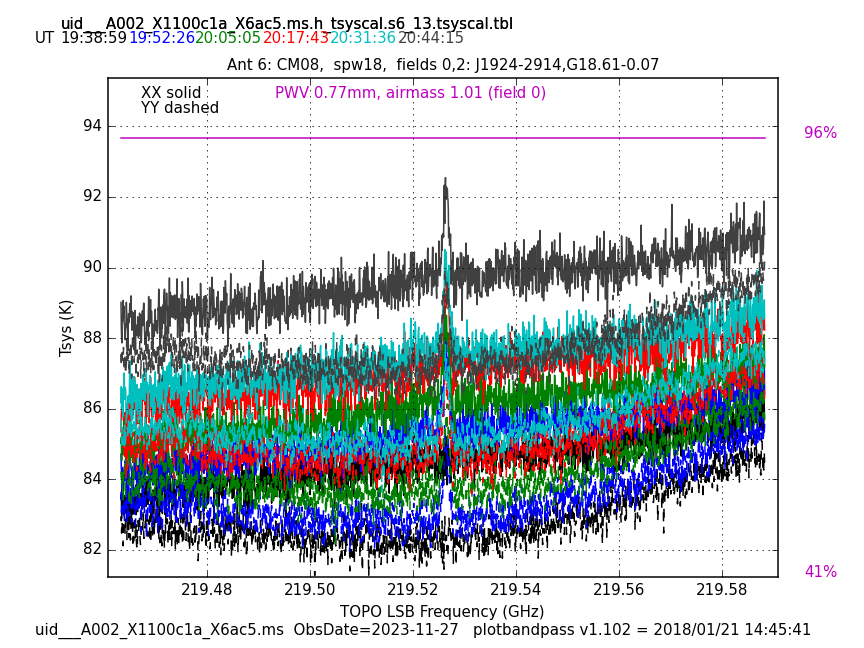 uid___A002_X1100c1a_X6ac5.ms.h_tsyscal.s6_13.tsyscal.tbl
UT 19:38:59 19:52:26 20:05:05 20:17:43 20:31:36 20:44:15
Ant 6: CM08,  spw18,  fields 0,2: J1924-2914,G18.61-0.07
XX solid
PWV 0.77mm, airmass 1.01 (field 0)
YY dashed
94
96%
92
90
88
Tsys (K)
86
84
82
41%
219.48 219.50 219.52 219.54 219.56 219.58
TOPO LSB Frequency (GHz)
uid___A002_X1100c1a_X6ac5.ms  ObsDate=2023-11-27   plotbandpass v1.102 = 2018/01/21 14:45:41